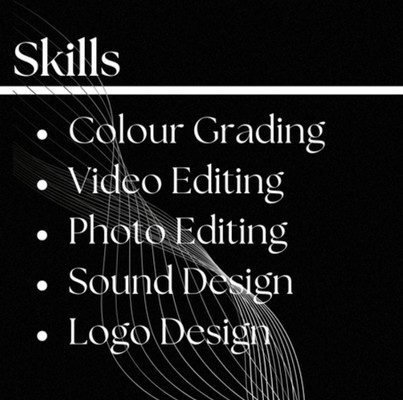 Skills
• Colour Grading
• Video Editing
• Photo Editing
• Sound Design
• Logo Design